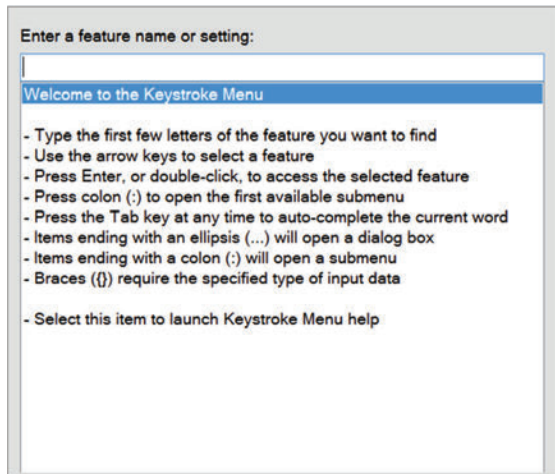 Enter a feature name or setting:
Welcome to the Keystroke Menu
- Type the first few letters of the feature you want to find
- Use the arrow keys to select a feature
- Press Enter, or double-click, to access the selected feature
- Press colon (:) to open the first available submenu
- Press the Tab key at any time to auto-complete the current word
- Items ending with an ellipsis (...) will open a dialog box
- Items ending with a colon (:) will open a submenu
- Braces ({}) require the specified type of input data
- Select this item to launch Keystroke Menu help